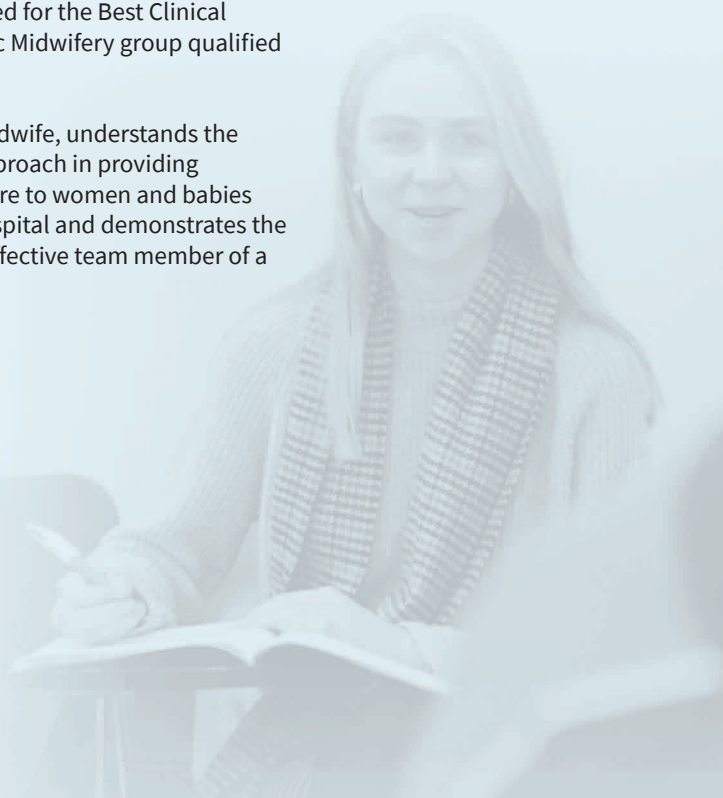 ed for the Best Clinical
c Midwifery group qualified
dwife, understands the
proach in providing
re to women and babies
spital and demonstrates the
ffective team member of a